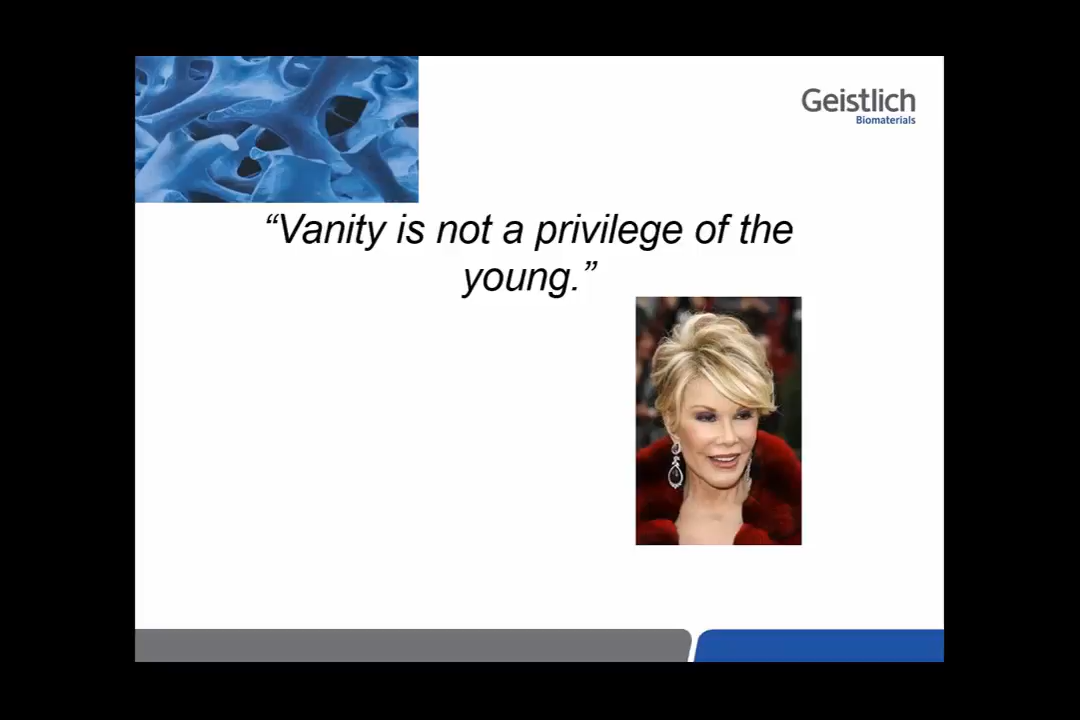 Geistlich
Biomaterials
“Vanity is not a privilege of the
young.”